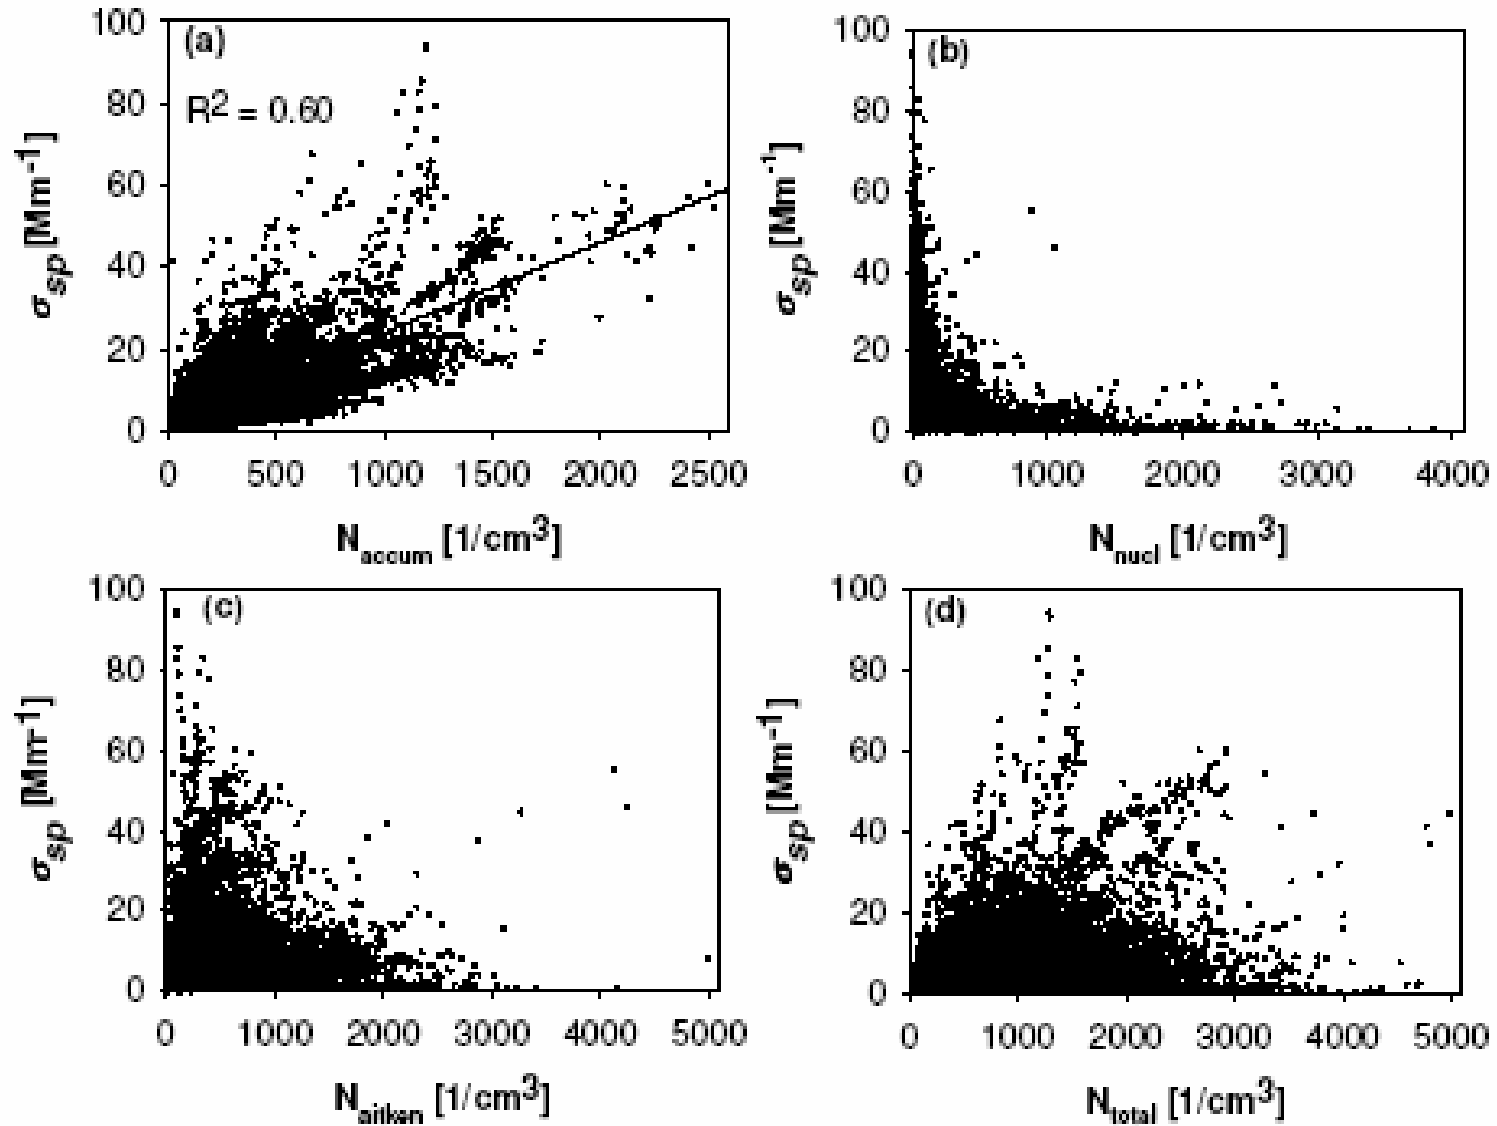 (a)
R² = 0.60
σsp [Mm⁻¹]
100
80
60
40
20
0
0 500 1000 1500 2000 2500
Naccum [1/cm³]
(b)
σsp [Mm⁻¹]
100
80
60
40
20
0
0 1000 2000 3000 4000
Nnucl [1/cm³]
(c)
σsp [Mm⁻¹]
100
80
60
40
20
0
0 1000 2000 3000 4000 5000
Naitken [1/cm³]
(d)
σsp [Mm⁻¹]
100
80
60
40
20
0
0 1000 2000 3000 4000 5000
Ntotal [1/cm³]